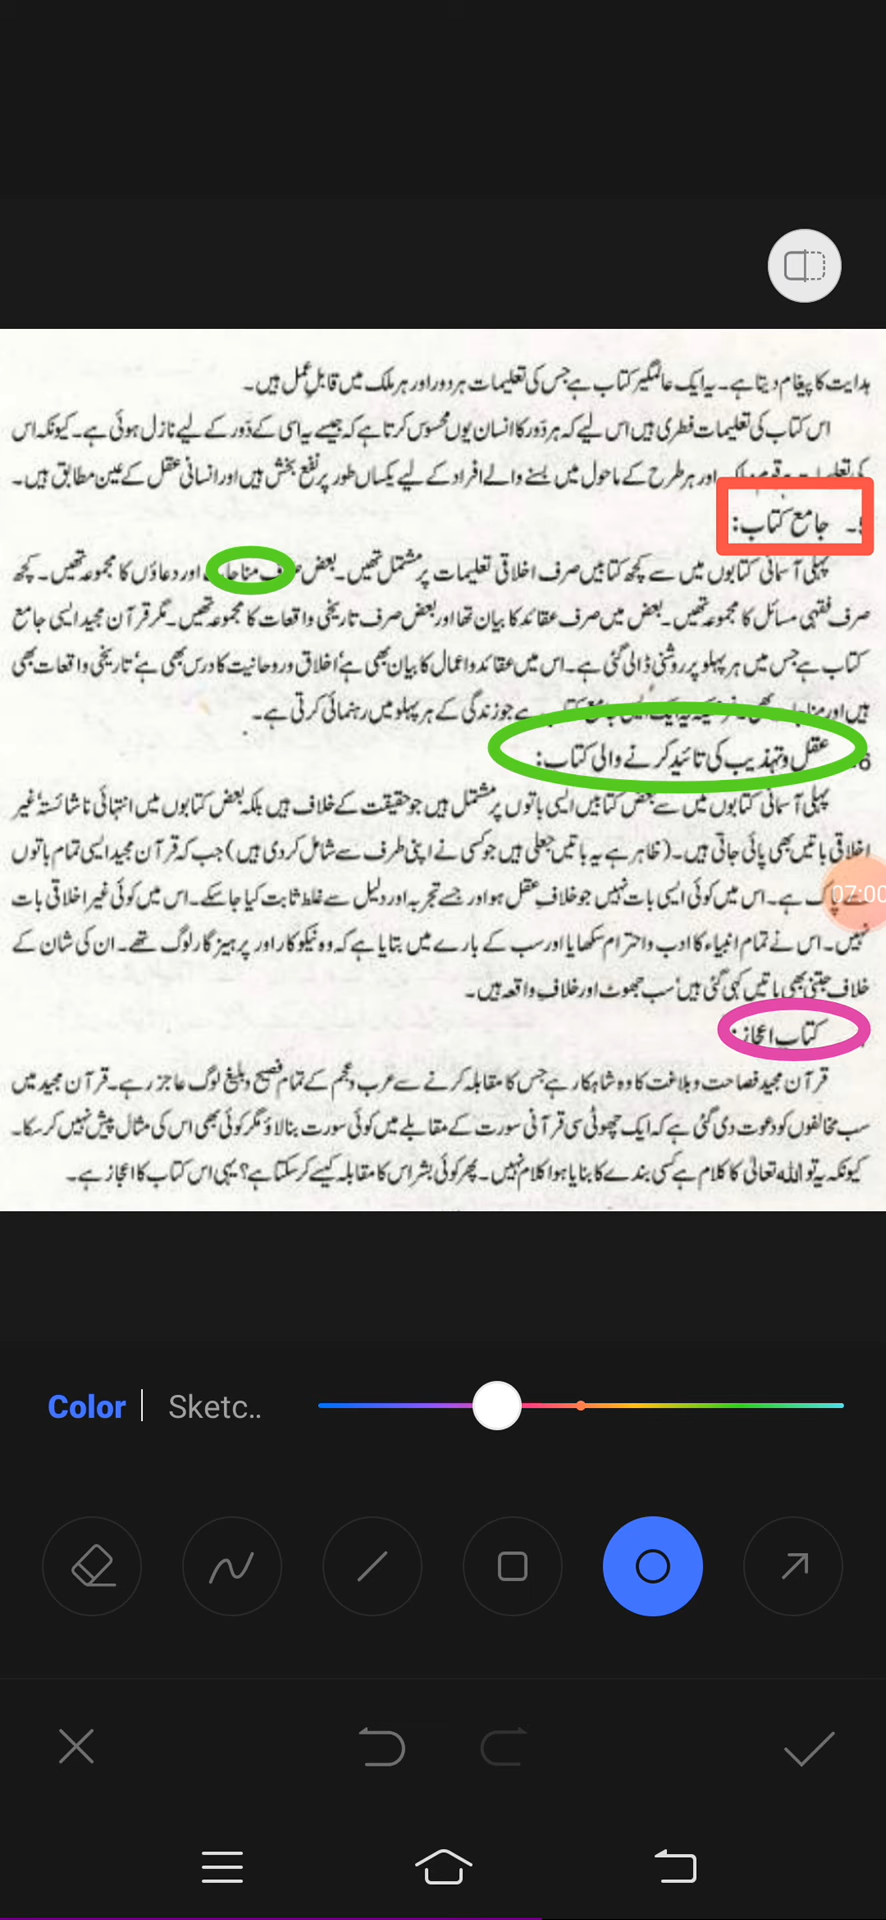 ہدایت کا پیغام دیتا ہے۔ یہ ایک عالمگیر کتاب ہے جس کی تعلیمات ہر دور اور ہر ملک میں قابلِ عمل ہیں۔
اس کتاب کی تعلیمات فطری ہیں اس لیے کہ ہر دَور کا انسان یوں محسوس کرتا ہے کہ جیسے یہ اسی کے دَور کے لیے نازل ہوئی ہے۔ کیونکہ اس
کی تعلیمات اور ہر طرح کے ماحول میں بسنے والے افراد کے لیے یکساں طور پر نفع بخش ہیں اور انسانی عقل کے عین مطابق ہیں۔
جامع کتاب:
پہلی آسمانی کتابوں میں سے کچھ کتابیں صرف اخلاقی تعلیمات پر مشتمل تھیں۔ بعض اور دعاؤں کا مجموعہ تھیں۔ کچھ
صرف فقہی مسائل کا مجموعہ تھیں۔ بعض میں صرف عقائد کا بیان تھا اور بعض صرف تاریخی واقعات کا مجموعہ تھیں۔ مگر قرآن مجید ایسی جامع
کتاب ہے جس میں ہر پہلو پر روشنی ڈالی گئی ہے۔ اس میں عقائد و اعمال کا بیان بھی ہے، اخلاق و روحانیت کا درس بھی ہے، تاریخی واقعات بھی
ہیں اور ہے جو زندگی کے ہر پہلو میں رہنمائی کرتی ہے۔
6. عقل و تہذیب کی تائید کرنے والی کتاب:
پہلی آسمانی کتابوں میں سے بعض کتابیں ایسی باتوں پر مشتمل ہیں جو حقیقت کے خلاف ہیں بلکہ بعض کتابوں میں انتہائی ناشائستہ، غیر
اخلاقی باتیں بھی پائی جاتی ہیں۔ (ظاہر ہے یہ باتیں جعلی ہیں جو کسی نے اپنی طرف سے شامل کر دی ہیں) جب کہ قرآن مجید ایسی تمام باتوں
سے پاک ہے۔ اس میں کوئی ایسی بات نہیں جو خلافِ عقل ہو اور جسے تجربہ اور دلیل سے غلط ثابت کیا جا سکے۔ اس میں کوئی غیر اخلاقی بات
نہیں۔ اس نے تمام انبیاء کا ادب و احترام سکھایا اور سب کے بارے میں بتایا ہے کہ وہ نیکو کار اور پرہیز گار لوگ تھے۔ ان کی شان کے
خلاف جتنی بھی باتیں کہی گئی ہیں، سب جھوٹ اور خلافِ واقعہ ہیں۔
کتابِ اعجاز:
قرآن مجید فصاحت و بلاغت کا وہ شاہکار ہے جس کا مقابلہ کرنے سے عرب و عجم کے تمام فصیح و بلیغ لوگ عاجز رہے۔ قرآن مجید میں
سب مخالفوں کو دعوت دی گئی ہے کہ ایک چھوٹی سی قرآنی سورت کے مقابلے میں کوئی سورت بنا لاؤ مگر کوئی بھی اس کی مثال پیش نہیں کر سکا۔
کیونکہ یہ تو اللہ تعالیٰ کا کلام ہے کسی بندے کا بنایا ہوا کلام نہیں۔ پھر کوئی بشر اس کا مقابلہ کیسے کر سکتا ہے؟ یہی اس کتاب کا اعجاز ہے۔
07:00
Color | Sketc..